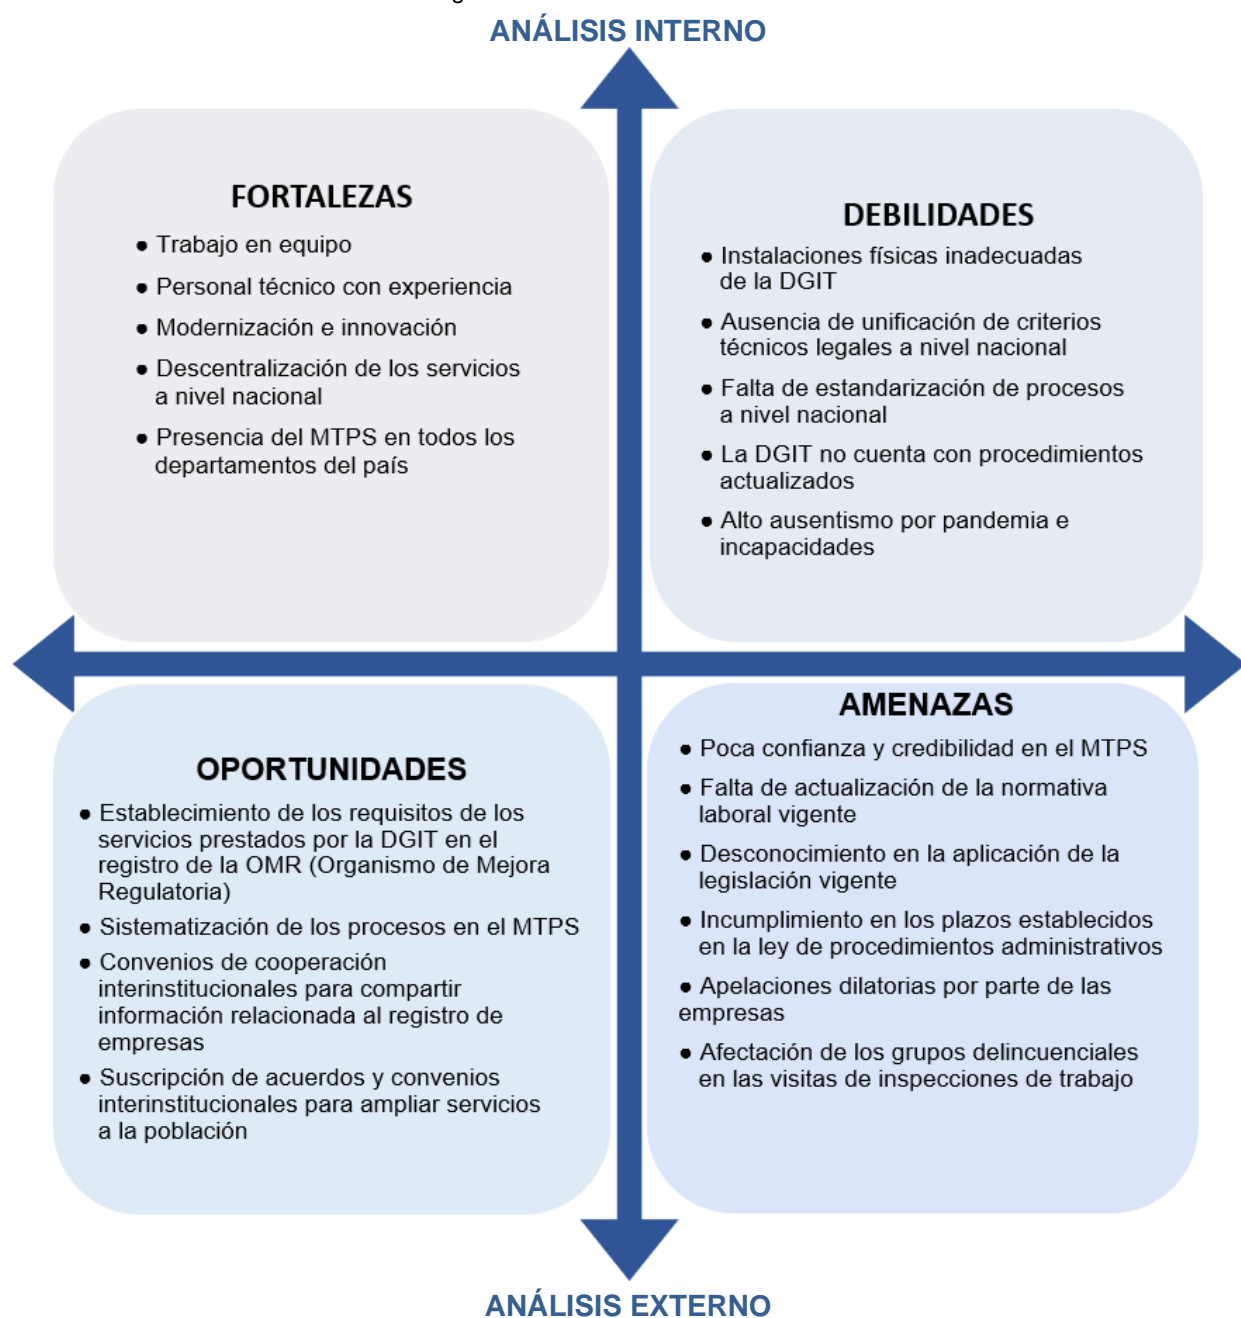 ANÁLISIS INTERNO
FORTALEZAS
● Trabajo en equipo
● Personal técnico con experiencia
● Modernización e innovación
● Descentralización de los servicios
a nivel nacional
● Presencia del MTPS en todos los
departamentos del país
DEBILIDADES
● Instalaciones físicas inadecuadas
de la DGIT
● Ausencia de unificación de criterios
técnicos legales a nivel nacional
● Falta de estandarización de procesos
a nivel nacional
● La DGIT no cuenta con procedimientos
actualizados
● Alto ausentismo por pandemia e
incapacidades
OPORTUNIDADES
● Establecimiento de los requisitos de los
servicios prestados por la DGIT en el
registro de la OMR (Organismo de Mejora
Regulatoria)
● Sistematización de los procesos en el MTPS
● Convenios de cooperación
interinstitucionales para compartir
información relacionada al registro de
empresas
● Suscripción de acuerdos y convenios
interinstitucionales para ampliar servicios
a la población
AMENAZAS
● Poca confianza y credibilidad en el MTPS
● Falta de actualización de la normativa
laboral vigente
● Desconocimiento en la aplicación de la
legislación vigente
● Incumplimiento en los plazos establecidos
en la ley de procedimientos administrativos
● Apelaciones dilatorias por parte de las
empresas
● Afectación de los grupos delincuenciales
en las visitas de inspecciones de trabajo
ANÁLISIS EXTERNO